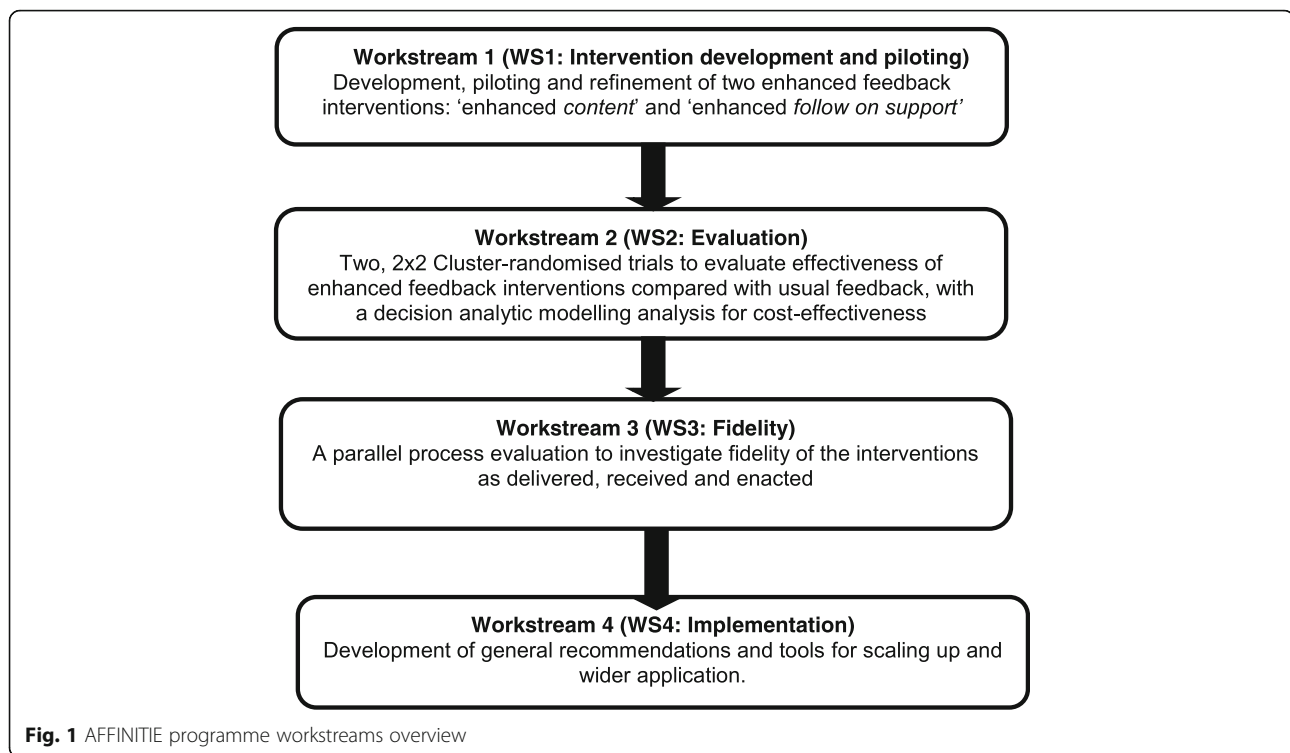 Workstream 1 (WS1: Intervention development and piloting)
Development, piloting and refinement of two enhanced feedback
interventions: ‘enhanced content’ and ‘enhanced follow on support’
Workstream 2 (WS2: Evaluation)
Two, 2x2 Cluster-randomised trials to evaluate effectiveness of
enhanced feedback interventions compared with usual feedback, with
a decision analytic modelling analysis for cost-effectiveness
Workstream 3 (WS3: Fidelity)
A parallel process evaluation to investigate fidelity of the interventions
as delivered, received and enacted
Workstream 4 (WS4: Implementation)
Development of general recommendations and tools for scaling up and
wider application.
Fig. 1 AFFINITIE programme workstreams overview